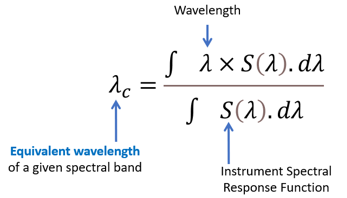 Wavelength
∫ λ × S(λ). dλ
λc =
∫ S(λ). dλ
Equivalent wavelength
of a given spectral band
Instrument Spectral
Response Function